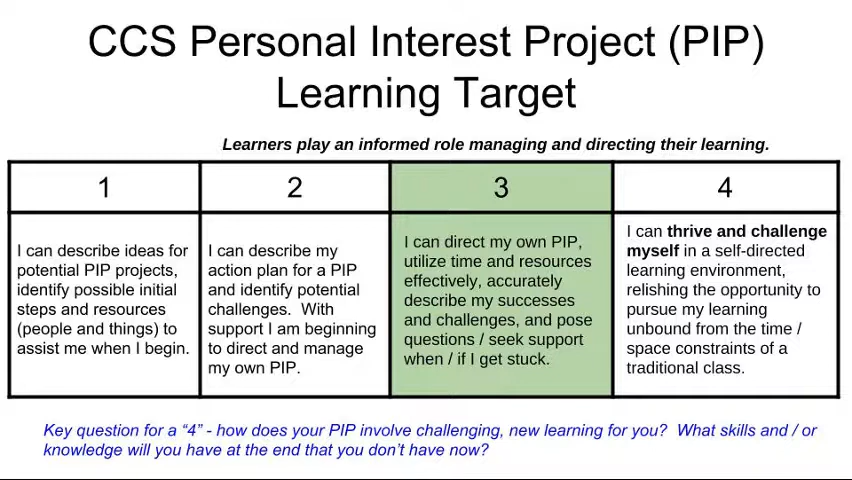 CCS Personal Interest Project (PIP)
Learning Target
Learners play an informed role managing and directing their learning.
1
2
3
4
I can describe ideas for
potential PIP projects,
identify possible initial
steps and resources
(people and things) to
assist me when I begin.
I can describe my
action plan for a PIP
and identify potential
challenges.  With
support I am beginning
to direct and manage
my own PIP.
I can direct my own PIP,
utilize time and resources
effectively, accurately
describe my successes
and challenges, and pose
questions / seek support
when / if I get stuck.
I can thrive and challenge
myself in a self-directed
learning environment,
relishing the opportunity to
pursue my learning
unbound from the time /
space constraints of a
traditional class.
Key question for a “4” - how does your PIP involve challenging, new learning for you?  What skills and / or
knowledge will you have at the end that you don’t have now?